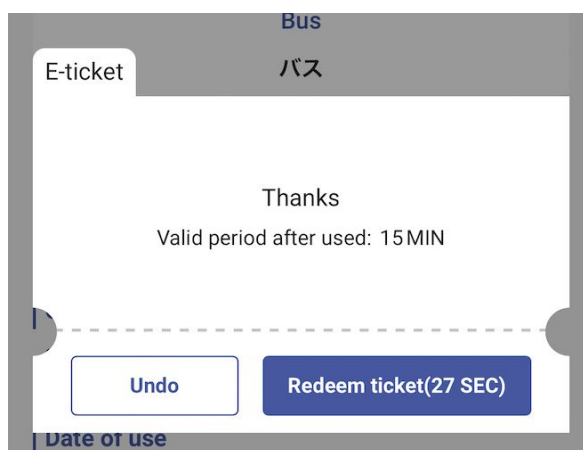 Bus
E-ticket
バス
Thanks
Valid period after used: 15 MIN
Undo
Redeem ticket(27 SEC)
Date of use